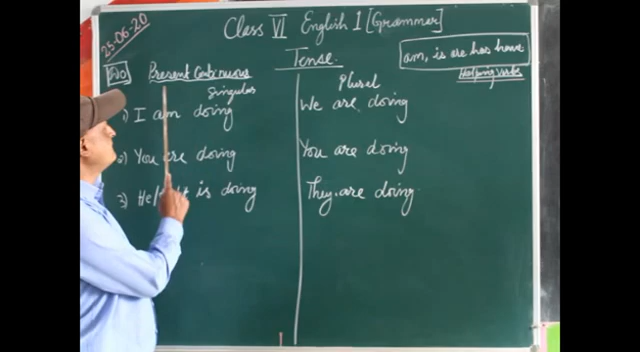 25-06-20
Class VI English 1 [Grammar]
am, is are has have
Helping verbs
Tense
Do Present Continuous
Singular Plural
1) I am doing We are doing
2) You are doing You are doing
3) He/ it is doing They are doing